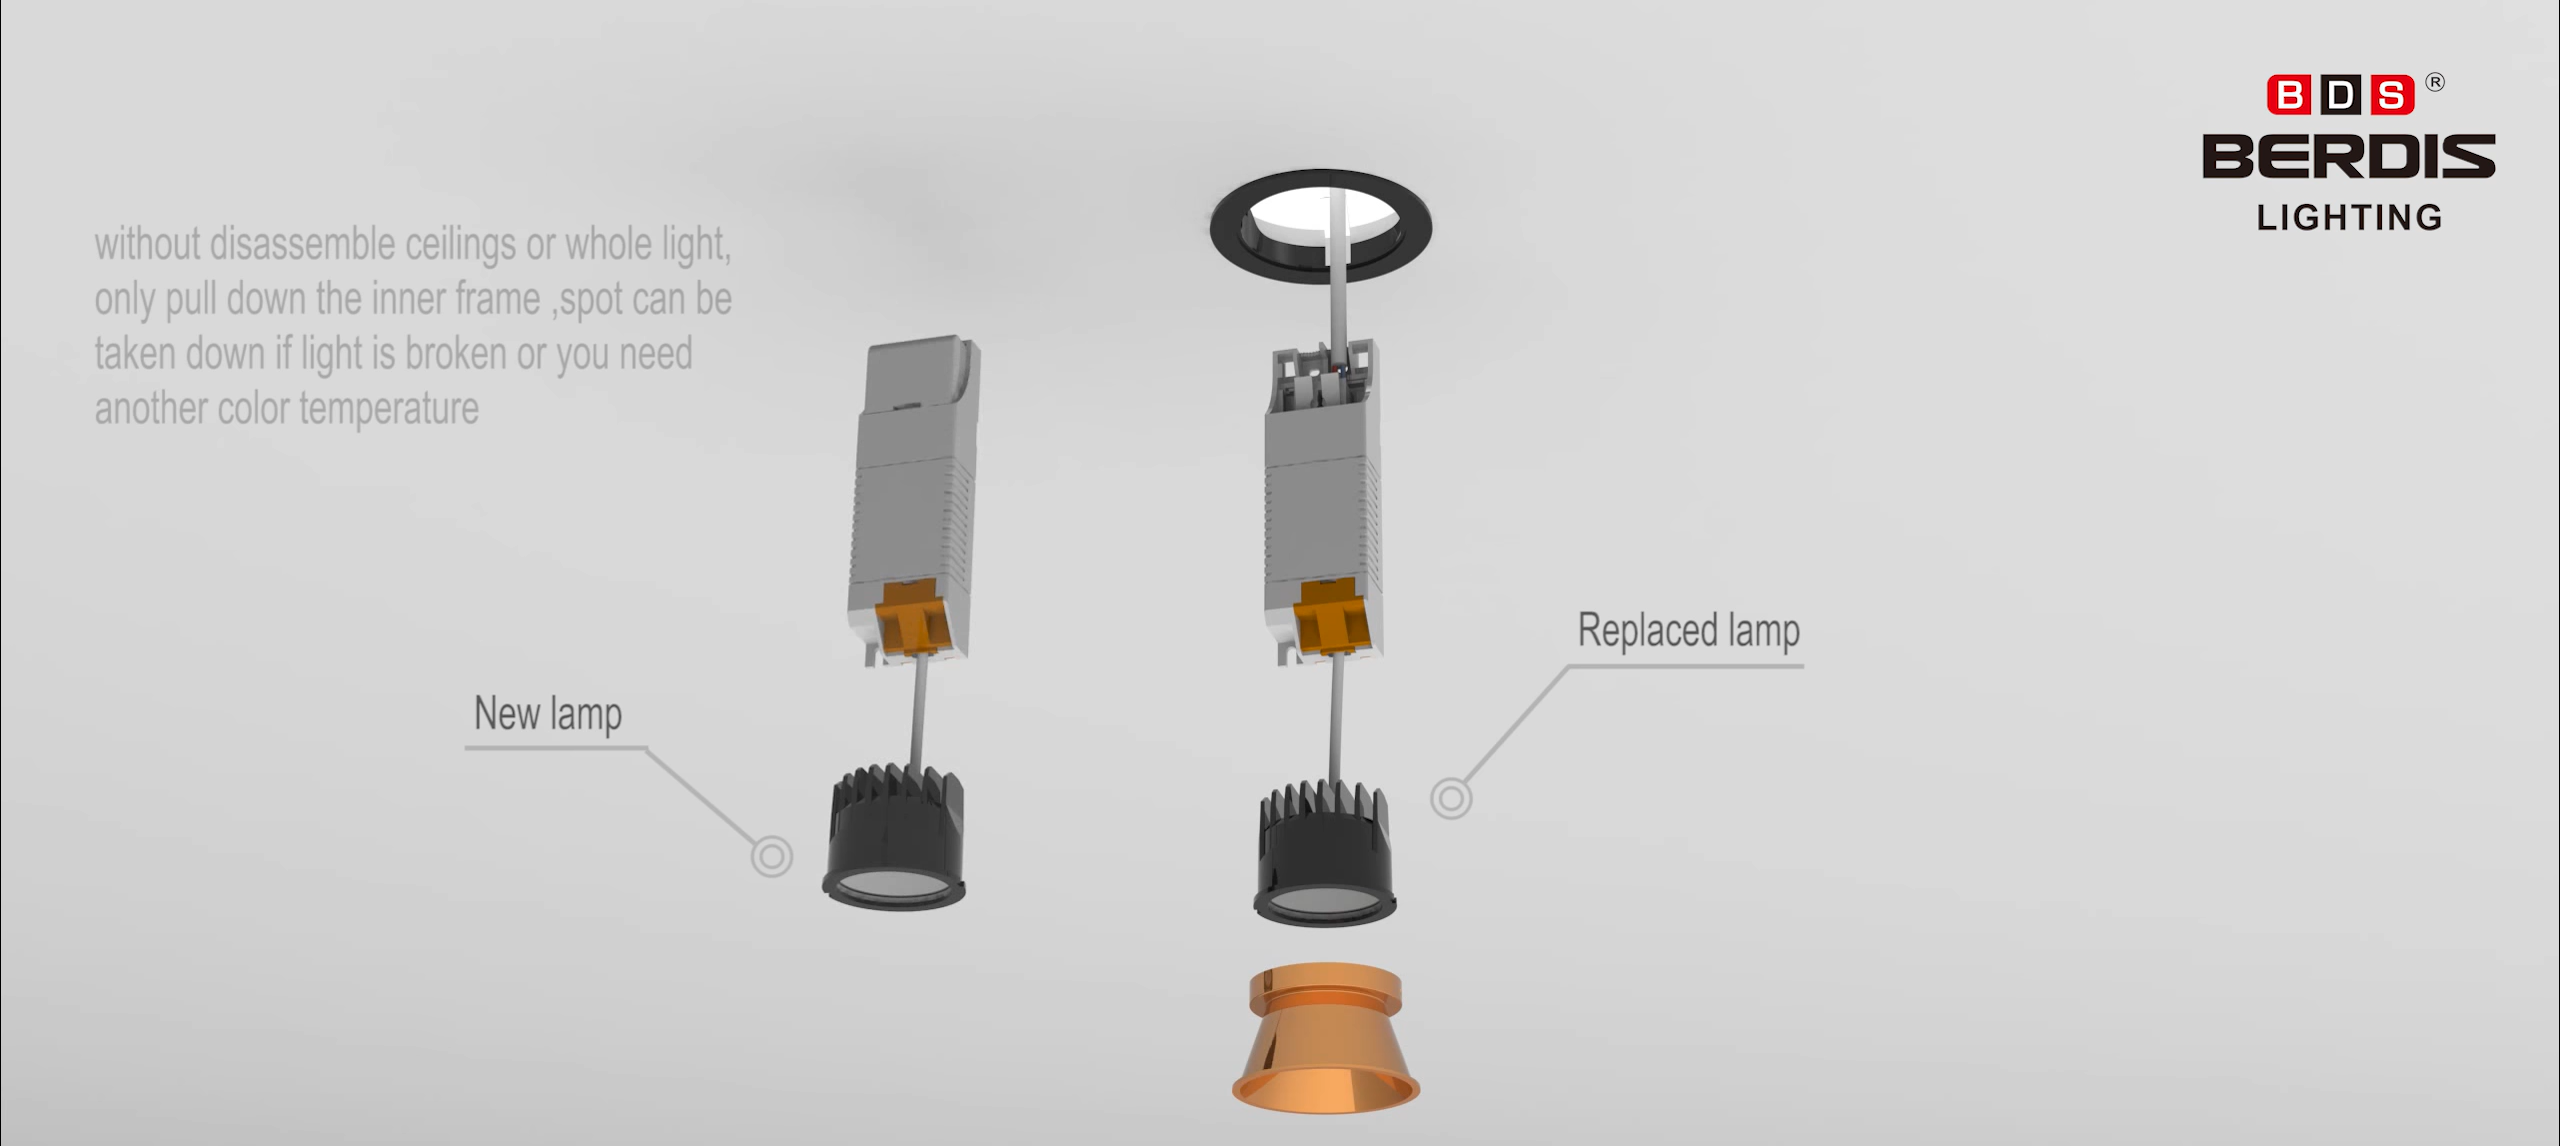 BDS®
BERDIS
LIGHTING
without disassemble ceilings or whole light,
only pull down the inner frame ,spot can be
taken down if light is broken or you need
another color temperature
Replaced lamp
New lamp